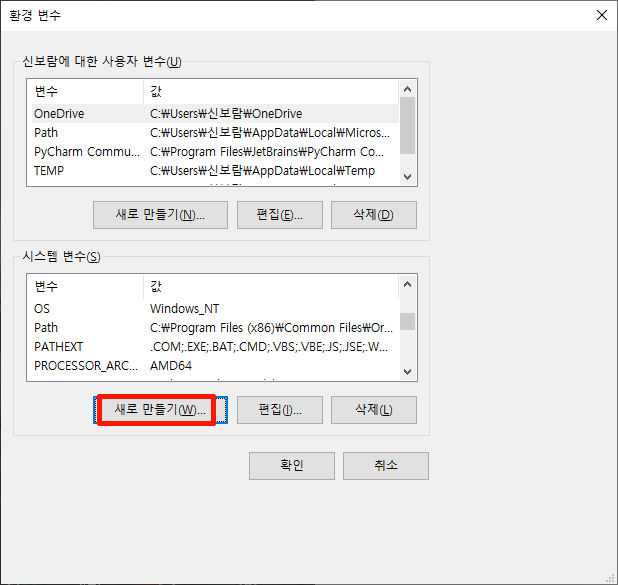 환경 변수
신보람에 대한 사용자 변수(U)
변수 값
OneDrive C:\Users\신보람\OneDrive
Path C:\Users\신보람\AppData\Local\Micros...
PyCharm Commu... C:\Program Files\JetBrains\PyCharm Co...
TEMP C:\Users\신보람\AppData\Local\Temp
새로 만들기(N)... 편집(E)... 삭제(D)
시스템 변수(S)
변수 값
OS Windows_NT
Path C:\Program Files (x86)\Common Files\Or...
PATHEXT .COM;.EXE;.BAT;.CMD;.VBS;.VBE;.JS;.JSE;.W...
PROCESSOR_ARC... AMD64
새로 만들기(W)... 편집(I)... 삭제(L)
확인 취소